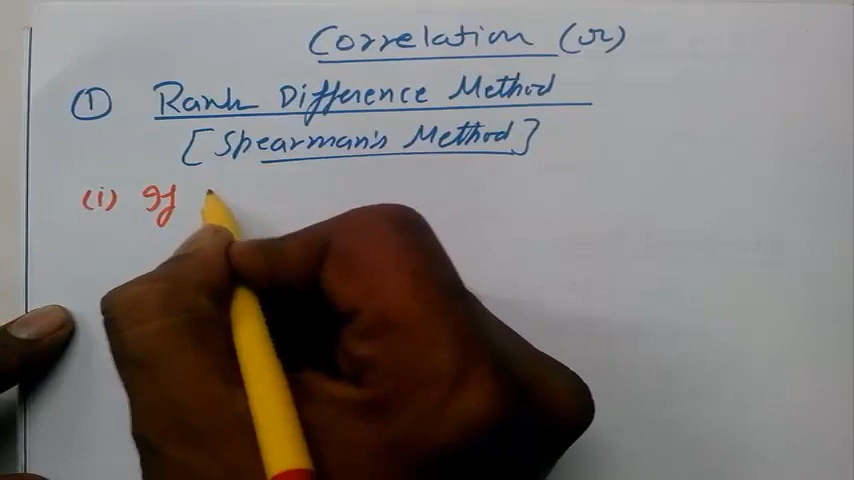 Correlation (r)
① Rank Difference Method
[Spearman's Method]
(i) If